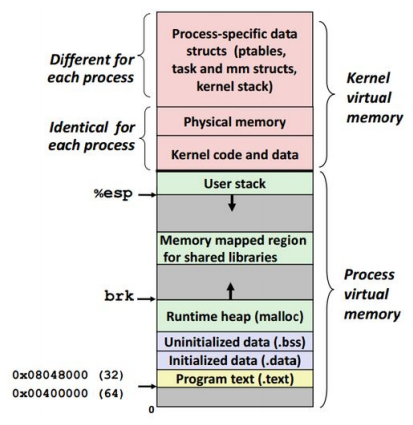 Process-specific data
structs (ptables,
task and mm structs,
kernel stack)
Different for
each process
Kernel
virtual
memory
Physical memory
Identical for
each process
Kernel code and data
User stack
%esp
Memory mapped region
for shared libraries
Process
virtual
memory
brk
Runtime heap (malloc)
Uninitialized data (.bss)
Initialized data (.data)
Program text (.text)
0x08048000 (32)
0x00400000 (64)
0